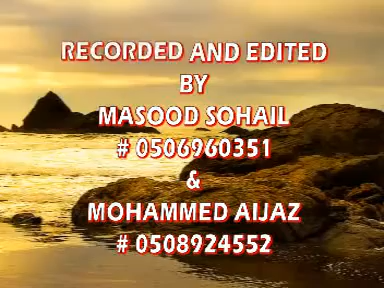 RECORDED AND EDITED
BY
MASOOD SOHAIL
# 0506960351
&
MOHAMMED AIJAZ
# 0508924552